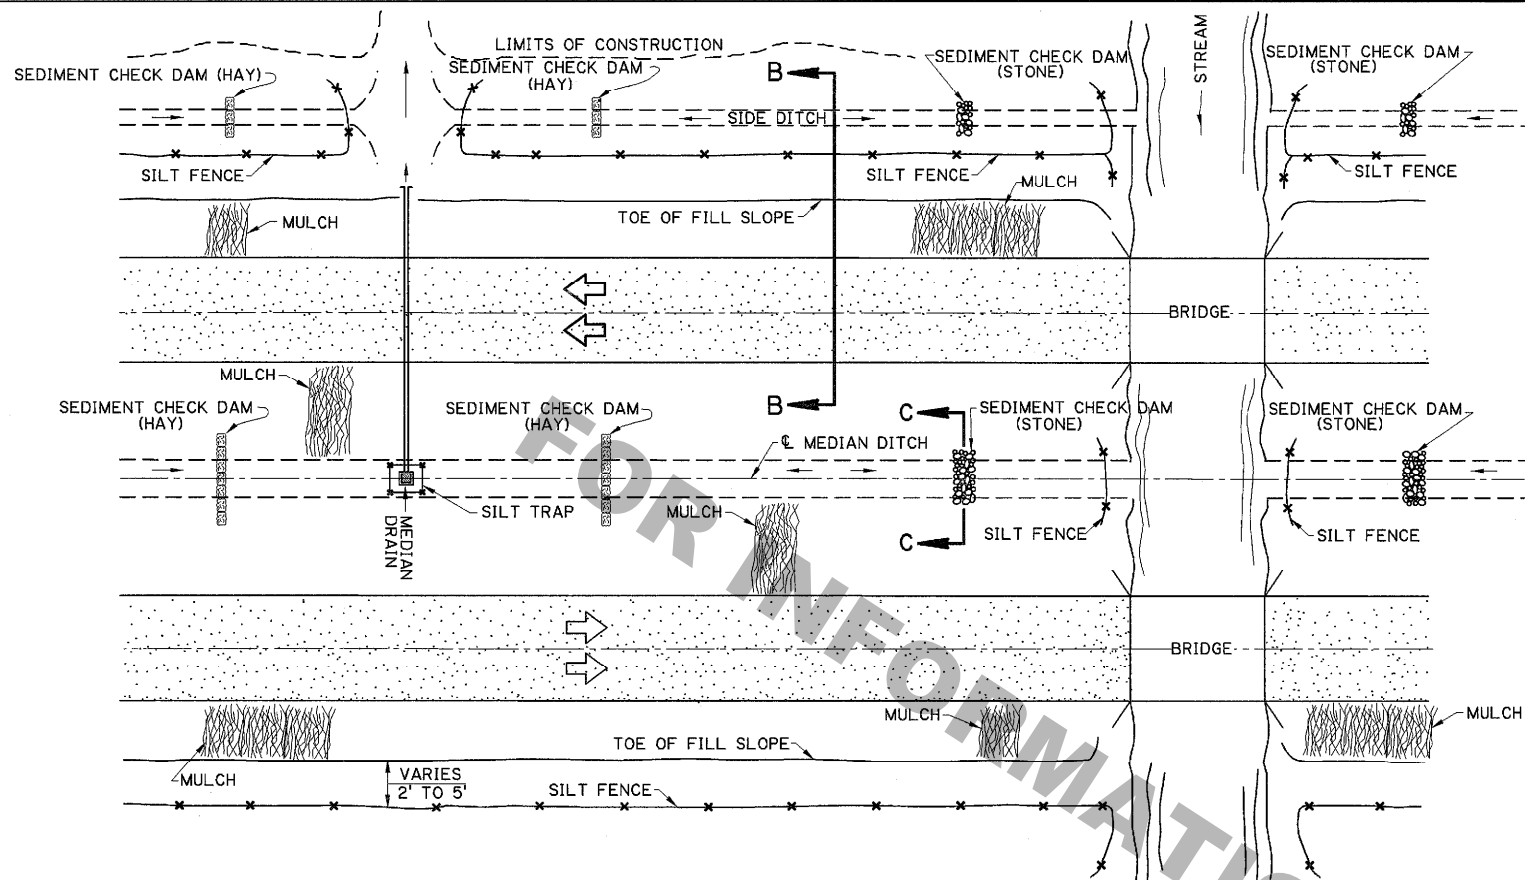 LIMITS OF CONSTRUCTION
STREAM
SEDIMENT CHECK DAM (HAY)
SEDIMENT CHECK DAM
(HAY)
B
SEDIMENT CHECK DAM
(STONE)
SEDIMENT CHECK DAM
(STONE)
SIDE DITCH
SILT FENCE
SILT FENCE
MULCH
SILT FENCE
MULCH
TOE OF FILL SLOPE
BRIDGE
MULCH
SEDIMENT CHECK DAM
(HAY)
SEDIMENT CHECK DAM
(HAY)
B
C
SEDIMENT CHECK DAM
(STONE)
SEDIMENT CHECK DAM
(STONE)
℄ MEDIAN DITCH
SILT TRAP
MEDIAN
DRAIN
MULCH
C
SILT FENCE
SILT FENCE
BRIDGE
MULCH
MULCH
TOE OF FILL SLOPE
MULCH
VARIES
2' TO 5'
SILT FENCE
FOR INFORMATIO